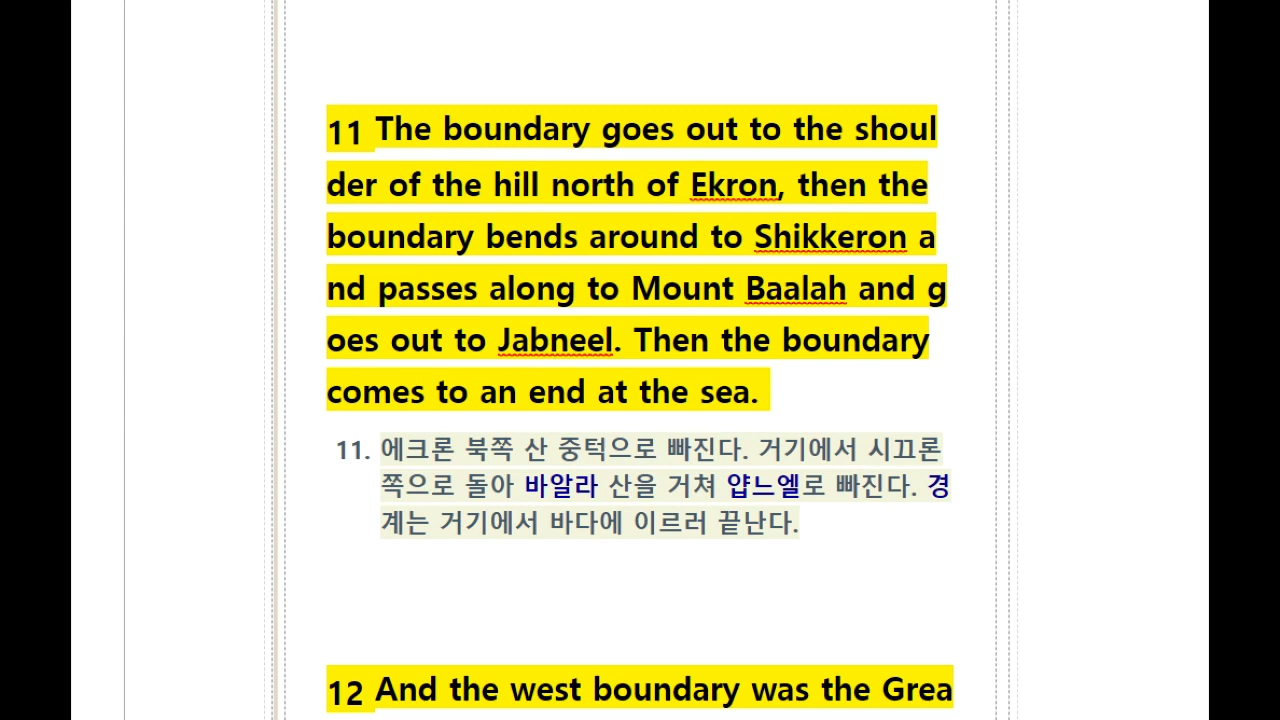 11 The boundary goes out to the shoul
der of the hill north of Ekron, then the
boundary bends around to Shikkeron a
nd passes along to Mount Baalah and g
oes out to Jabneel. Then the boundary
comes to an end at the sea.
11. 에크론 북쪽 산 중턱으로 빠진다. 거기에서 시끄론
쪽으로 돌아 바알라 산을 거쳐 얍느엘로 빠진다. 경
계는 거기에서 바다에 이르러 끝난다.
12 And the west boundary was the Grea